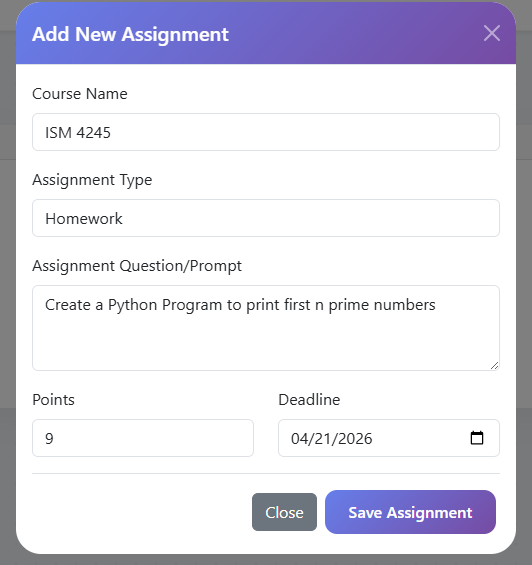 Add New Assignment
Course Name
ISM 4245
Assignment Type
Homework
Assignment Question/Prompt
Create a Python Program to print first n prime numbers
Points
Deadline
9
04/21/2026
Close
Save Assignment